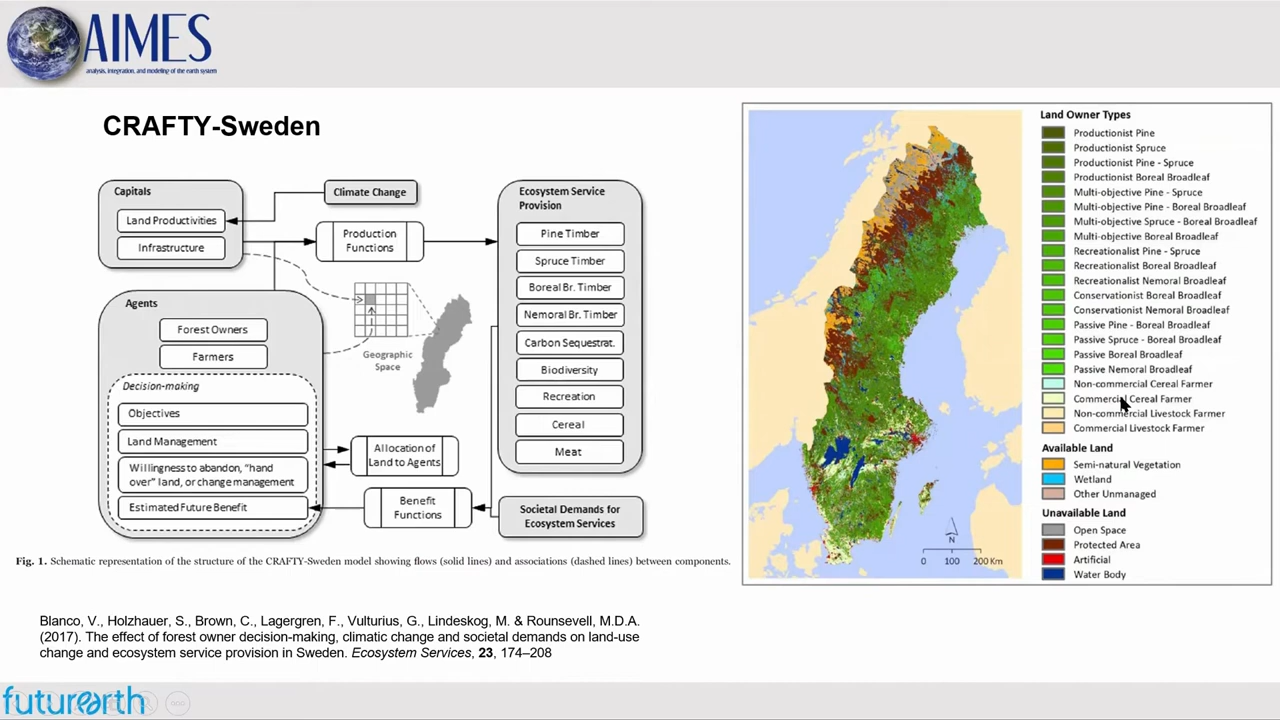 AIMES
analysis, integration, and modeling of the earth system
CRAFTY-Sweden
Capitals
Land Productivities
Infrastructure
Climate Change
Production
Functions
Ecosystem Service
Provision
Pine Timber
Spruce Timber
Boreal Br. Timber
Nemoral Br. Timber
Carbon Sequestrat.
Biodiversity
Recreation
Cereal
Meat
Agents
Forest Owners
Farmers
Decision-making
Objectives
Land Management
Willingness to abandon, "hand
over" land, or change management
Estimated Future Benefit
Geographic
Space
Allocation of
Land to Agents
Benefit
Functions
Societal Demands for
Ecosystem Services
Fig. 1. Schematic representation of the structure of the CRAFTY-Sweden model showing flows (solid lines) and associations (dashed lines) between components.
Blanco, V., Holzhauer, S., Brown, C., Lagergren, F., Vulturius, G., Lindeskog, M. & Rounsevell, M.D.A.
(2017). The effect of forest owner decision-making, climatic change and societal demands on land-use
change and ecosystem service provision in Sweden. Ecosystem Services, 23, 174–208
N
0 100 200 Km
Land Owner Types
Productionist Pine
Productionist Spruce
Productionist Pine - Spruce
Productionist Boreal Broadleaf
Multi-objective Pine - Spruce
Multi-objective Pine - Boreal Broadleaf
Multi-objective Spruce - Boreal Broadleaf
Multi-objective Boreal Broadleaf
Recreationalist Pine - Spruce
Recreationalist Boreal Broadleaf
Recreationalist Nemoral Broadleaf
Conservationist Boreal Broadleaf
Conservationist Nemoral Broadleaf
Passive Pine - Boreal Broadleaf
Passive Spruce - Boreal Broadleaf
Passive Boreal Broadleaf
Passive Nemoral Broadleaf
Non-commercial Cereal Farmer
Commercial Cereal Farmer
Non-commercial Livestock Farmer
Commercial Livestock Farmer
Available Land
Semi-natural Vegetation
Wetland
Other Unmanaged
Unavailable Land
Open Space
Protected Area
Artificial
Water Body
futurearth